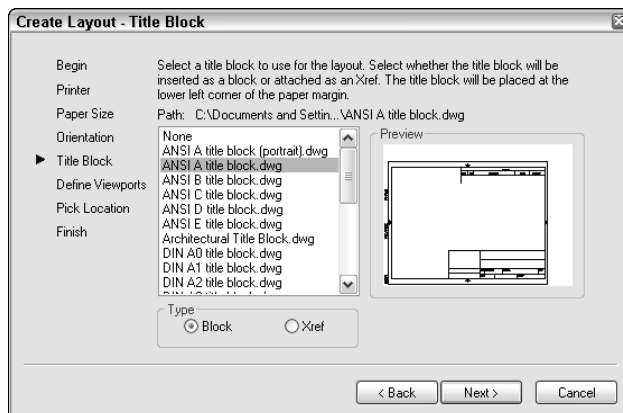 Create Layout - Title Block
Begin
Printer
Paper Size
Orientation
Title Block
Define Viewports
Pick Location
Finish
Select a title block to use for the layout. Select whether the title block will be
inserted as a block or attached as an Xref. The title block will be placed at the
lower left corner of the paper margin.
Path: C:\Documents and Settin...\ANSI A title block.dwg
None
ANSI A title block (portrait).dwg
ANSI A title block.dwg
ANSI B title block.dwg
ANSI C title block.dwg
ANSI D title block.dwg
ANSI E title block.dwg
Architectural Title Block.dwg
DIN A0 title block.dwg
DIN A1 title block.dwg
DIN A2 title block.dwg
Preview
Type
Block
Xref
< Back
Next >
Cancel